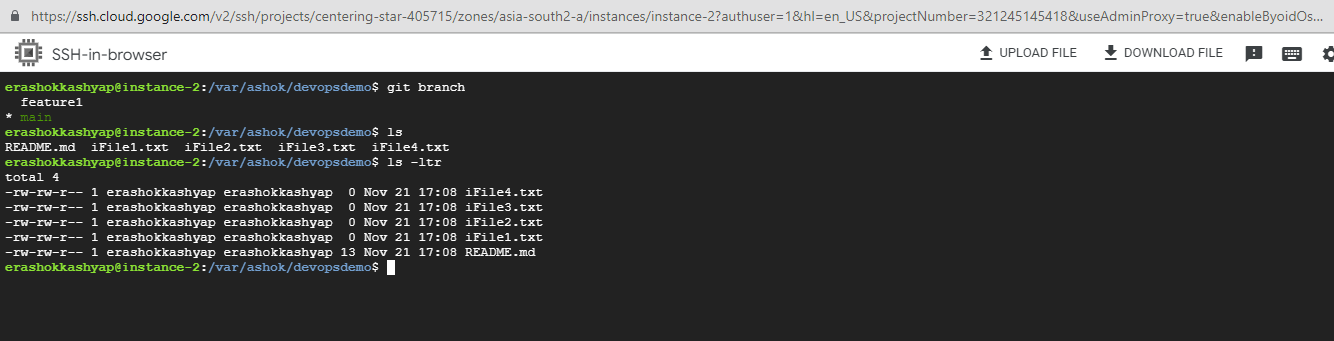 https://ssh.cloud.google.com/v2/ssh/projects/centering-star-405715/zones/asia-south2-a/instances/instance-2?authuser=1&hl=en_US&projectNumber=321245145418&useAdminProxy=true&enableByoidOs...
SSH-in-browser UPLOAD FILE DOWNLOAD FILE
erashokkashyap@instance-2:/var/ashok/devopsdemo$ git branch
  feature1
* main
erashokkashyap@instance-2:/var/ashok/devopsdemo$ ls
README.md  iFile1.txt  iFile2.txt  iFile3.txt  iFile4.txt
erashokkashyap@instance-2:/var/ashok/devopsdemo$ ls -ltr
total 4
-rw-rw-r-- 1 erashokkashyap erashokkashyap  0 Nov 21 17:08 iFile4.txt
-rw-rw-r-- 1 erashokkashyap erashokkashyap  0 Nov 21 17:08 iFile3.txt
-rw-rw-r-- 1 erashokkashyap erashokkashyap  0 Nov 21 17:08 iFile2.txt
-rw-rw-r-- 1 erashokkashyap erashokkashyap  0 Nov 21 17:08 iFile1.txt
-rw-rw-r-- 1 erashokkashyap erashokkashyap 13 Nov 21 17:08 README.md
erashokkashyap@instance-2:/var/ashok/devopsdemo$